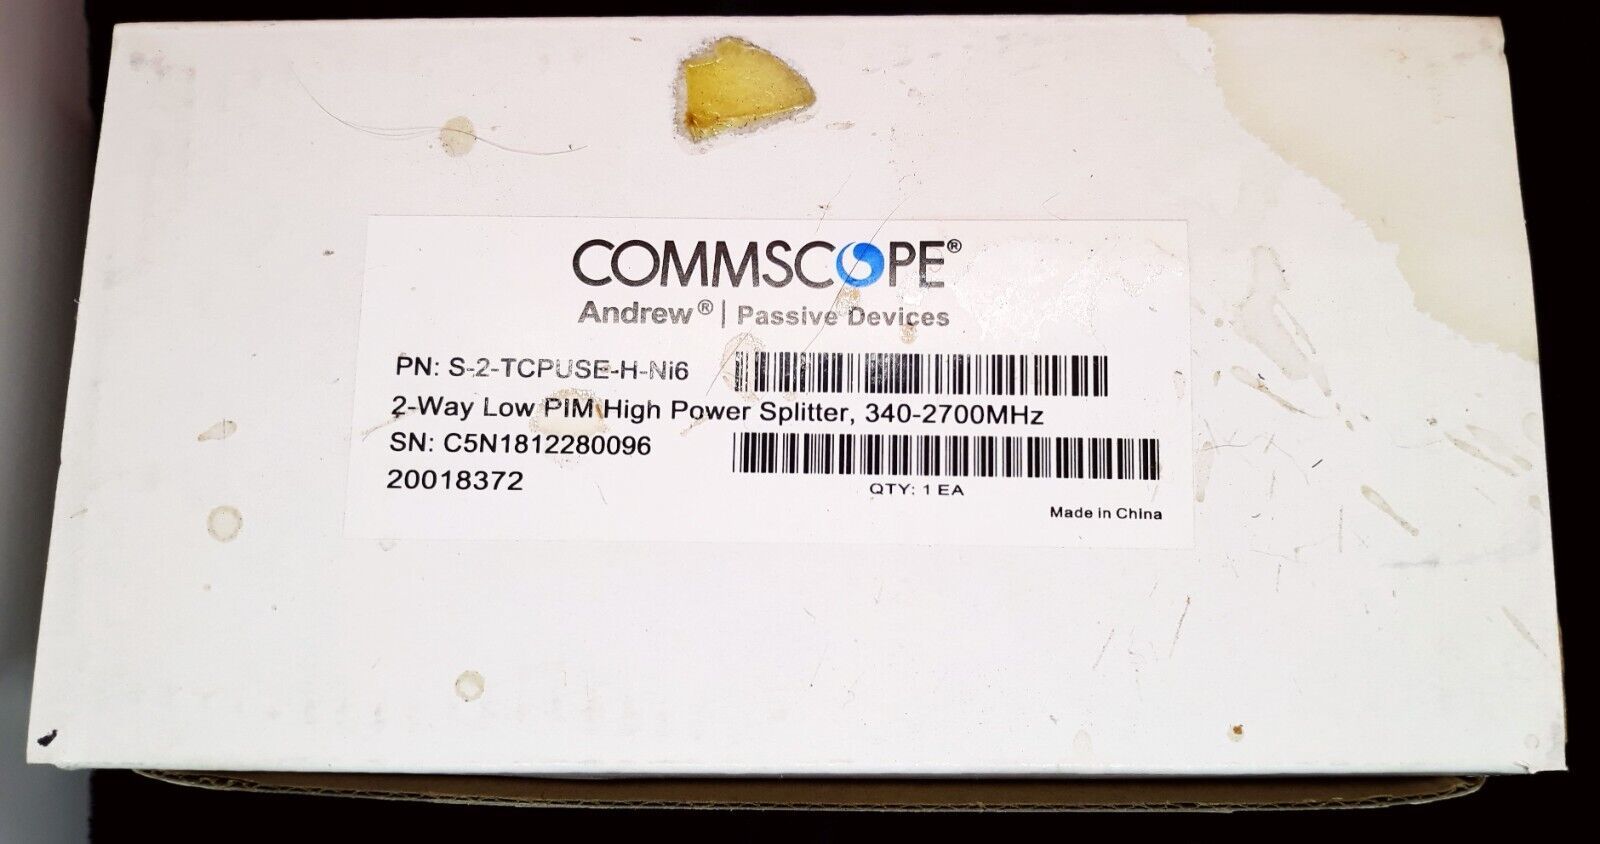 COMMSCOPE®
Andrew® | Passive Devices
PN: S-2-TCPUSE-H-Ni6
2-Way Low PIM High Power Splitter, 340-2700MHz
SN: C5N1812280096
20018372
QTY: 1 EA
Made in China